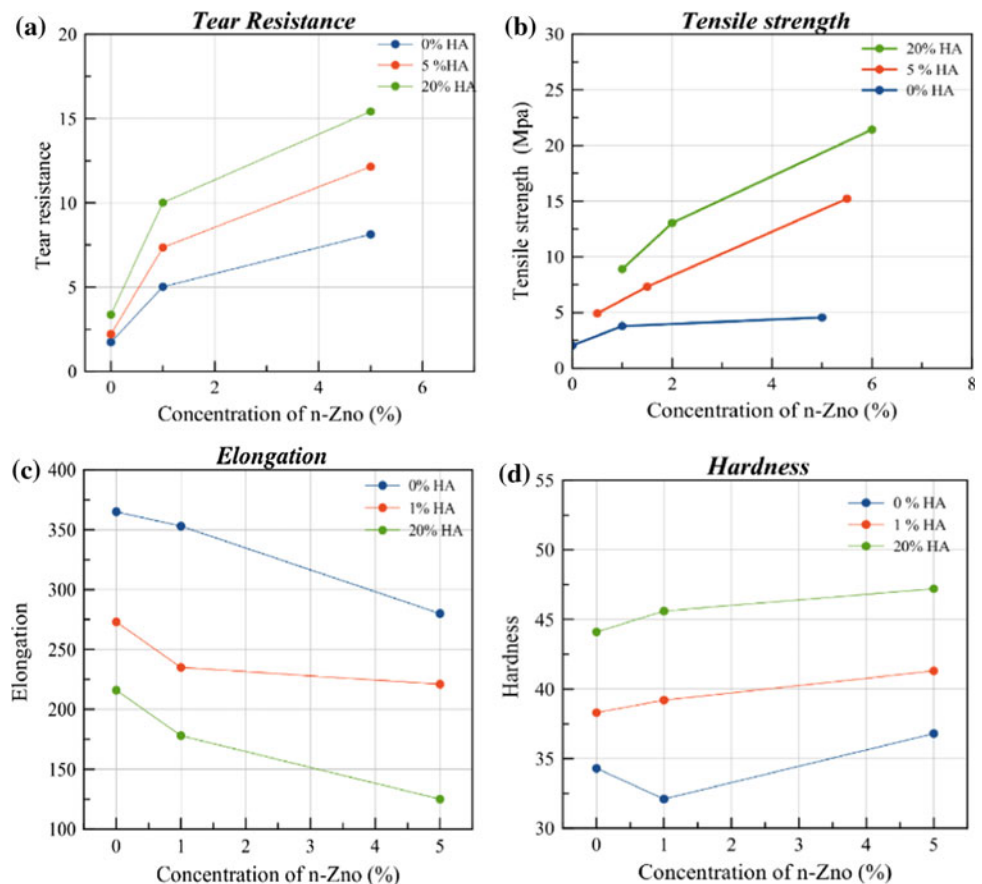 (a)
Tear Resistance
20
15
10
5
0
Tear resistance
0% HA
5 %HA
20% HA
0 2 4 6
Concentration of n-Zno (%)
(b)
Tensile strength
30
25
20
15
10
5
0
Tensile strength (Mpa)
20% HA
5 % HA
0% HA
0 2 4 6 8
Concentration of n-Zno (%)
(c)
Elongation
400
350
300
250
200
150
100
Elongation
0% HA
1% HA
20% HA
0 1 2 3 4 5
Concentration of n-Zno (%)
(d)
Hardness
55
50
45
40
35
30
Hardness
0 % HA
1 % HA
20% HA
0 1 2 3 4 5
Concentration of n-Zno (%)